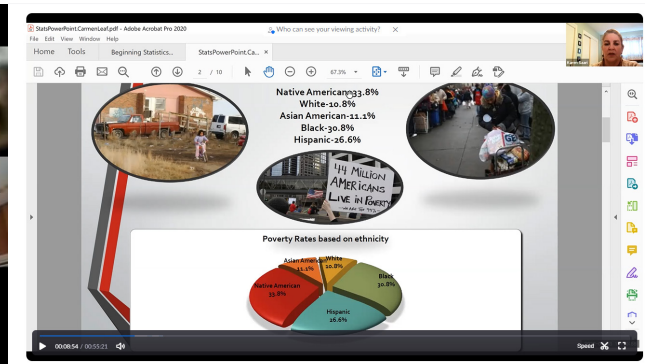 StatsPowerPoint.CarmenLeaf.pdf - Adobe Acrobat Pro 2020
Who can see your viewing activity?
File Edit View Window Help
Home Tools Beginning Statistics... StatsPowerPoint.Ca...
2 / 10 67.3%
Native American-33.8%
White-10.8%
Asian American-11.1%
Black-30.8%
Hispanic-26.6%
44 MILLION
AMERICANS
LIVE IN POVERTY
Poverty Rates based on ethnicity
Asian American
11.1%
White
10.8%
Black
30.8%
Native American
33.8%
Hispanic
26.6%
00:08:54 / 00:55:21 Speed